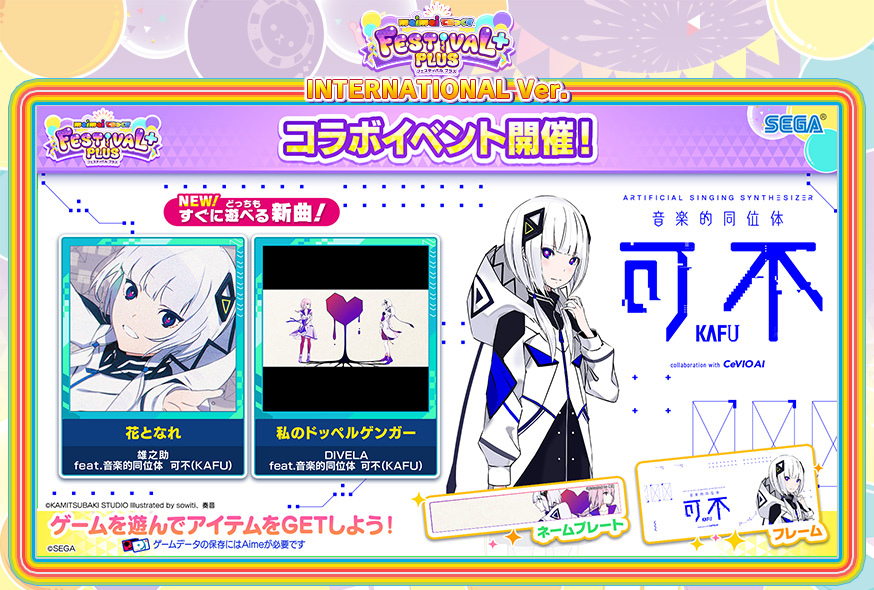 maimai でらっくす
FESTiVAL+
PLUS
フェスティバル プラス
INTERNATIONAL Ver.
maimai でらっくす
FESTiVAL+
PLUS
フェスティバル プラス
コラボイベント開催!
SEGA®
NEW! どっちも
すぐに遊べる新曲!
ARTIFICIAL SINGING SYNTHESIZER
音楽的同位体
可不
KAFU
collaboration with CeVIO AI
花となれ
雄之助
feat.音楽的同位体 可不(KAFU)
私のドッペルゲンガー
DIVELA
feat.音楽的同位体 可不(KAFU)
©KAMITSUBAKI STUDIO Illustrated by sowiti、奏音
ゲームを遊んでアイテムをGETしよう!
©SEGA
ゲームデータの保存にはAimeが必要です
ネームプレート
可不
KAFU
フレーム